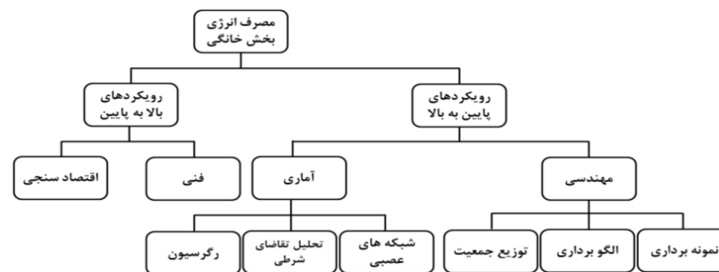 مصرف انرژی
بخش خانگی
رویکردهای
پایین به بالا
رویکردهای
بالا به پایین
مهندسی
آماری
فنی
اقتصاد سنجی
نمونه برداری
الگو برداری
توزیع جمعیت
شبکه های
عصبی
تحلیل تقاضای
شرطی
رگرسیون